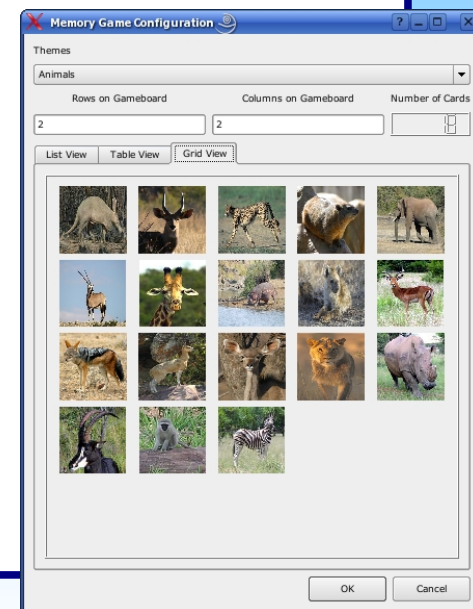 Memory Game Configuration
Themes
Animals
Rows on Gameboard Columns on Gameboard Number of Cards
2 2 18
List View Table View Grid View
OK Cancel